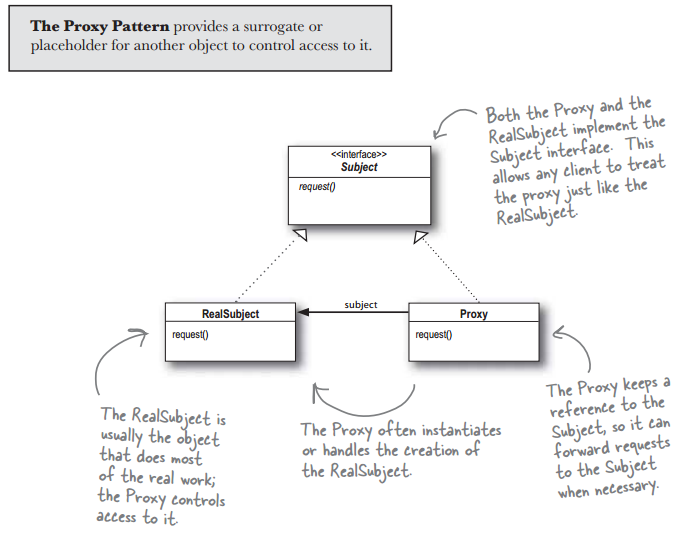 The Proxy Pattern provides a surrogate or
placeholder for another object to control access to it.
Both the Proxy and the
RealSubject implement the
Subject interface. This
allows any client to treat
the proxy just like the
RealSubject.
<<interface>>
Subject
request()
subject
RealSubject
request()
Proxy
request()
The RealSubject is
usually the object
that does most
of the real work;
the Proxy controls
access to it.
The Proxy often instantiates
or handles the creation of
the RealSubject.
The Proxy keeps a
reference to the
Subject, so it can
forward requests
to the Subject
when necessary.